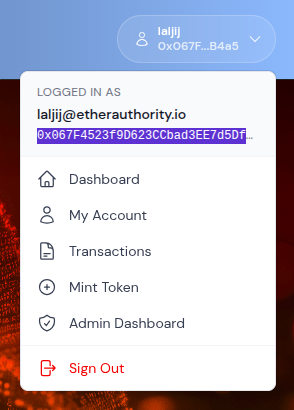 laljij
0x067F...B4a5
LOGGED IN AS
laljij@etherauthority.io
0x067F4523f9D623CCbad3EE7d5Df…
Dashboard
My Account
Transactions
Mint Token
Admin Dashboard
Sign Out